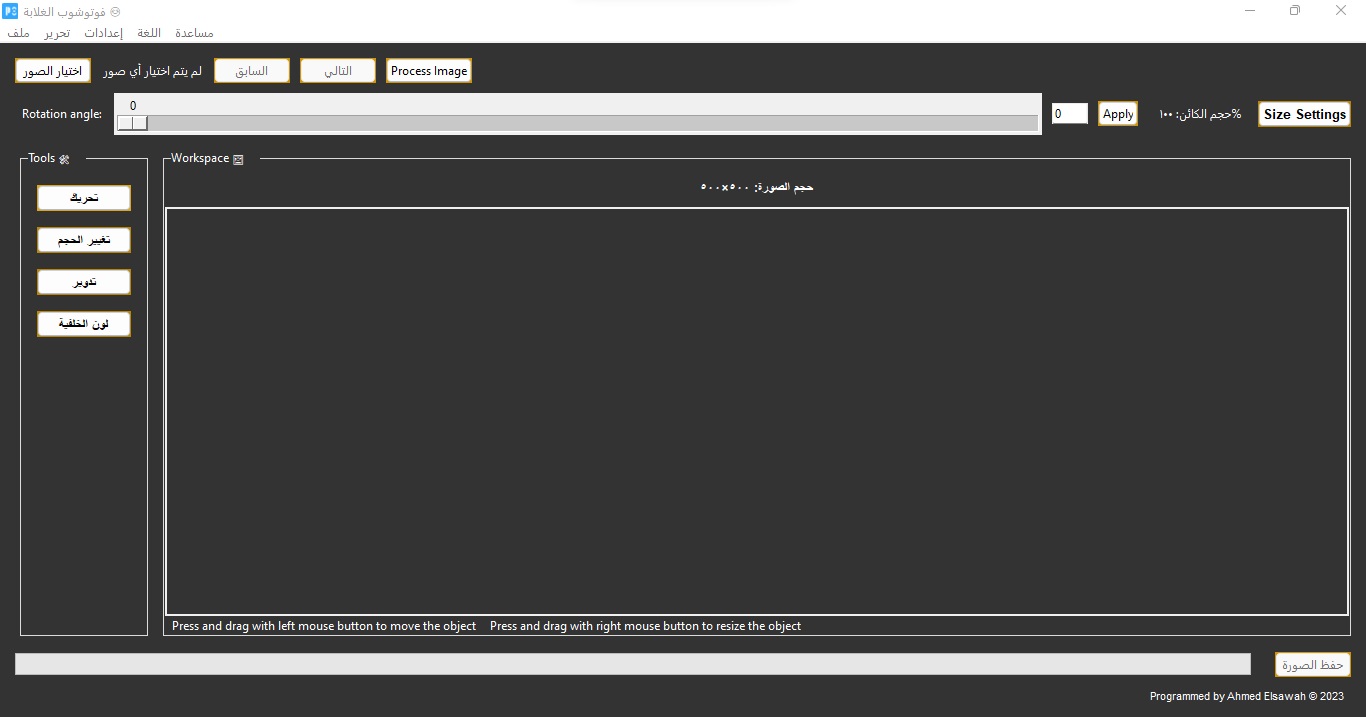 فوتوشوب الغلابة
ملف تحرير إعدادات اللغة مساعدة
اختيار الصور لم يتم اختيار أي صور السابق التالي Process Image
0
Rotation angle: 0 Apply %حجم الكائن: ١٠٠ Size Settings
Tools
Workspace
حجم الصورة: ٥٠٠×٥٠٠
تحريك
تغيير الحجم
تدوير
لون الخلفية
Press and drag with left mouse button to move the object Press and drag with right mouse button to resize the object
حفظ الصورة
Programmed by Ahmed Elsawah © 2023